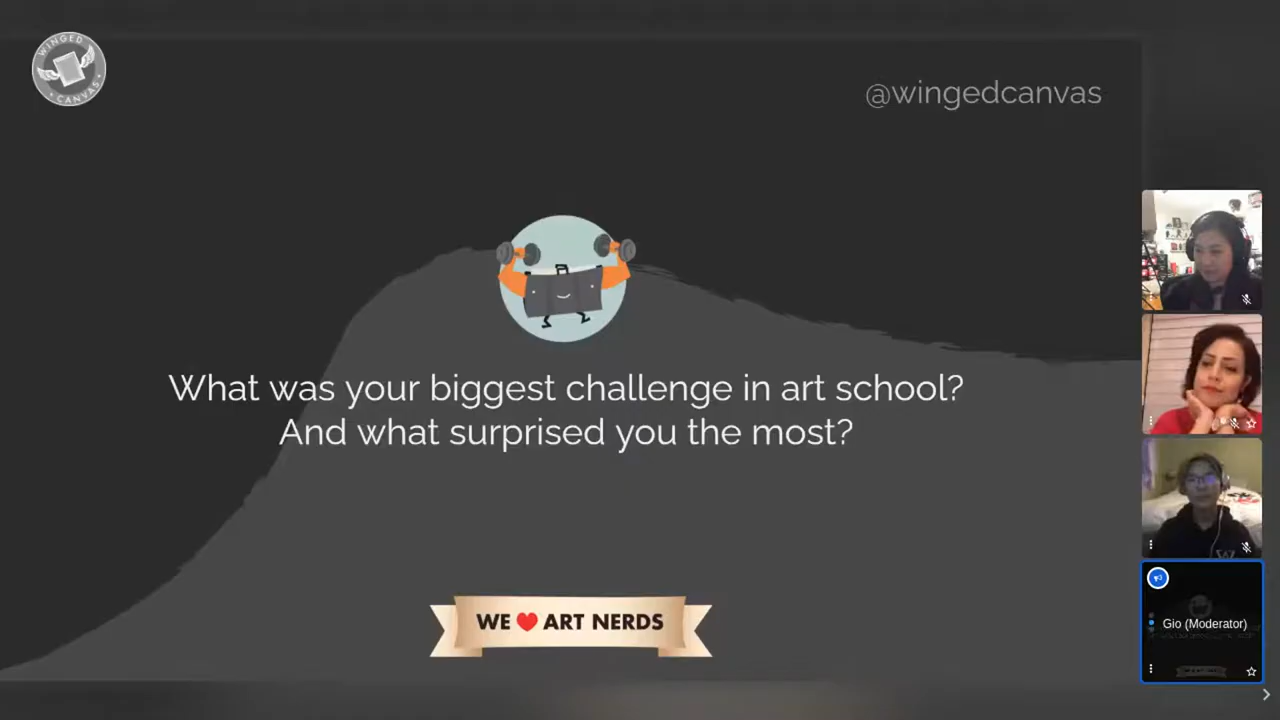 WINGED
CANVAS
@wingedcanvas
What was your biggest challenge in art school?
And what surprised you the most?
WE ❤ ART NERDS
Gio (Moderator)